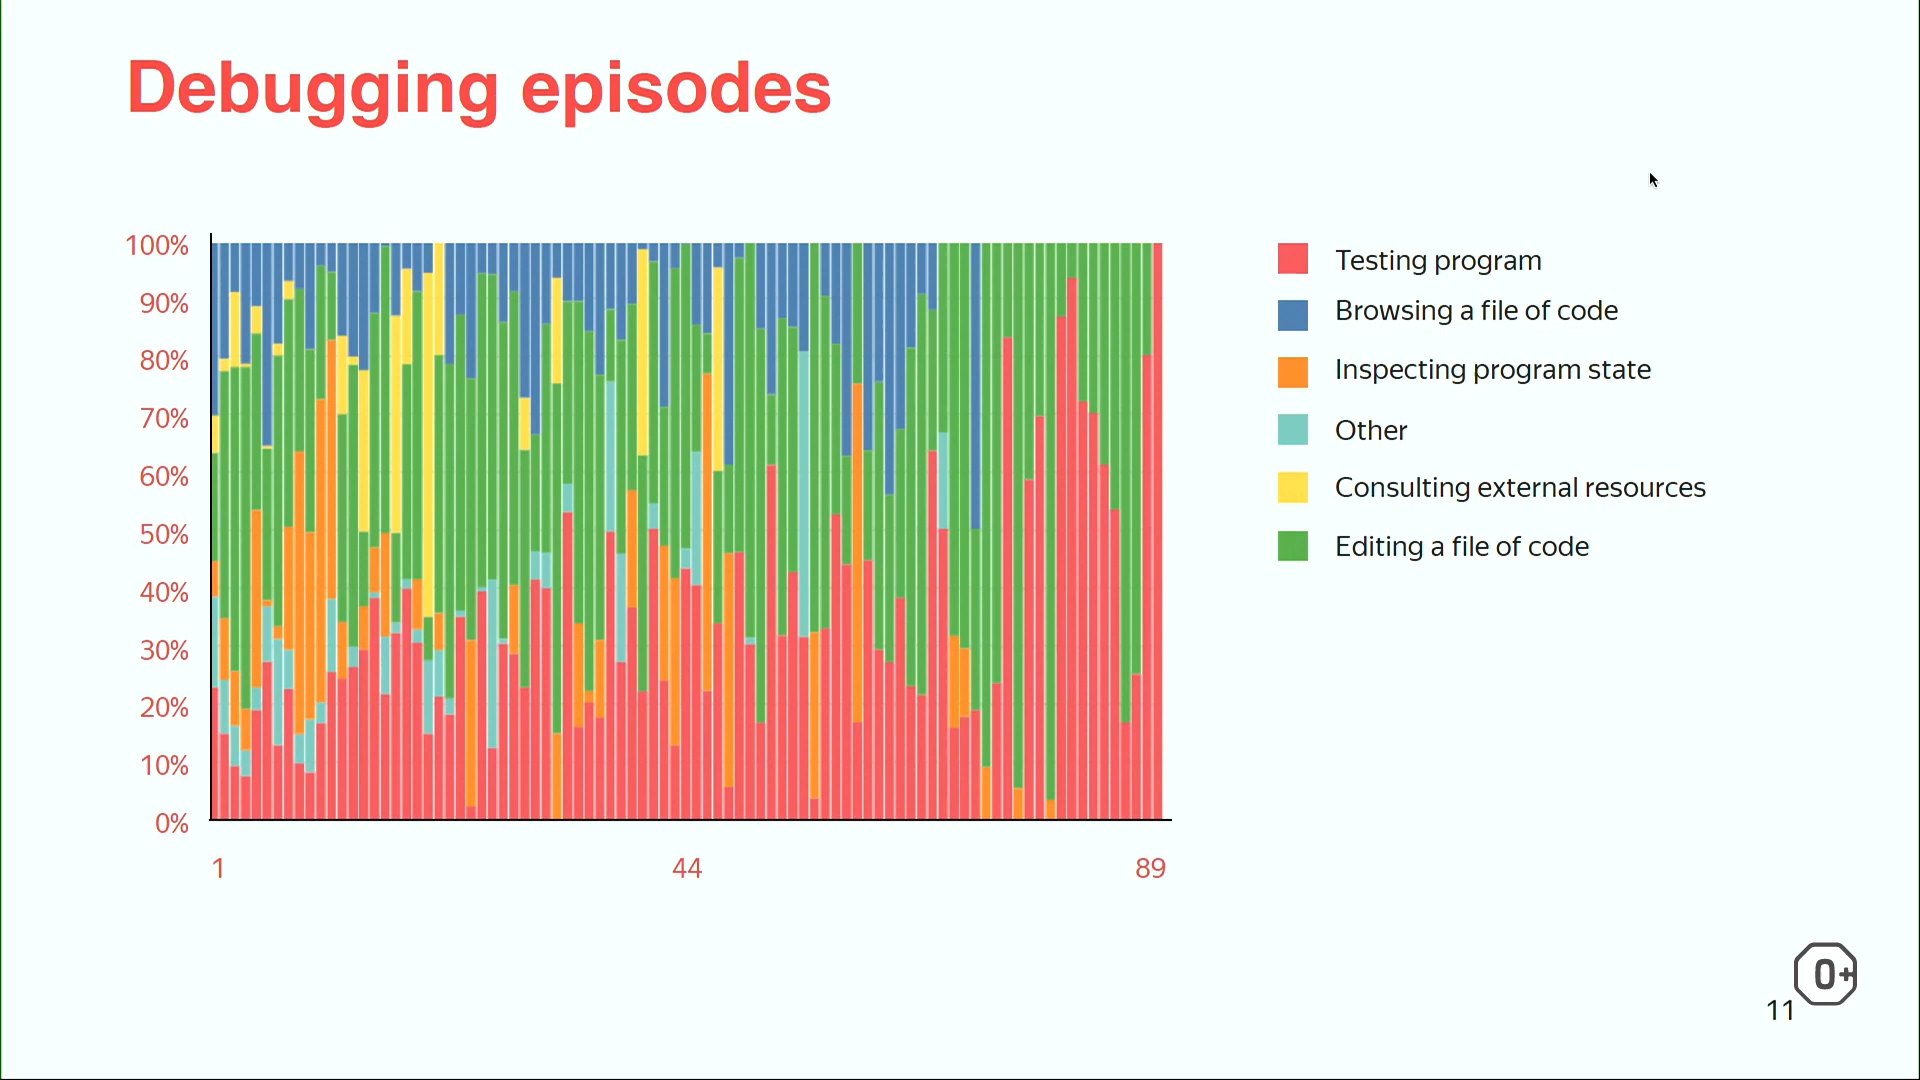 Debugging episodes
100%
90%
80%
70%
60%
50%
40%
30%
20%
10%
0%
1
44
89
Testing program
Browsing a file of code
Inspecting program state
Other
Consulting external resources
Editing a file of code
0+
11